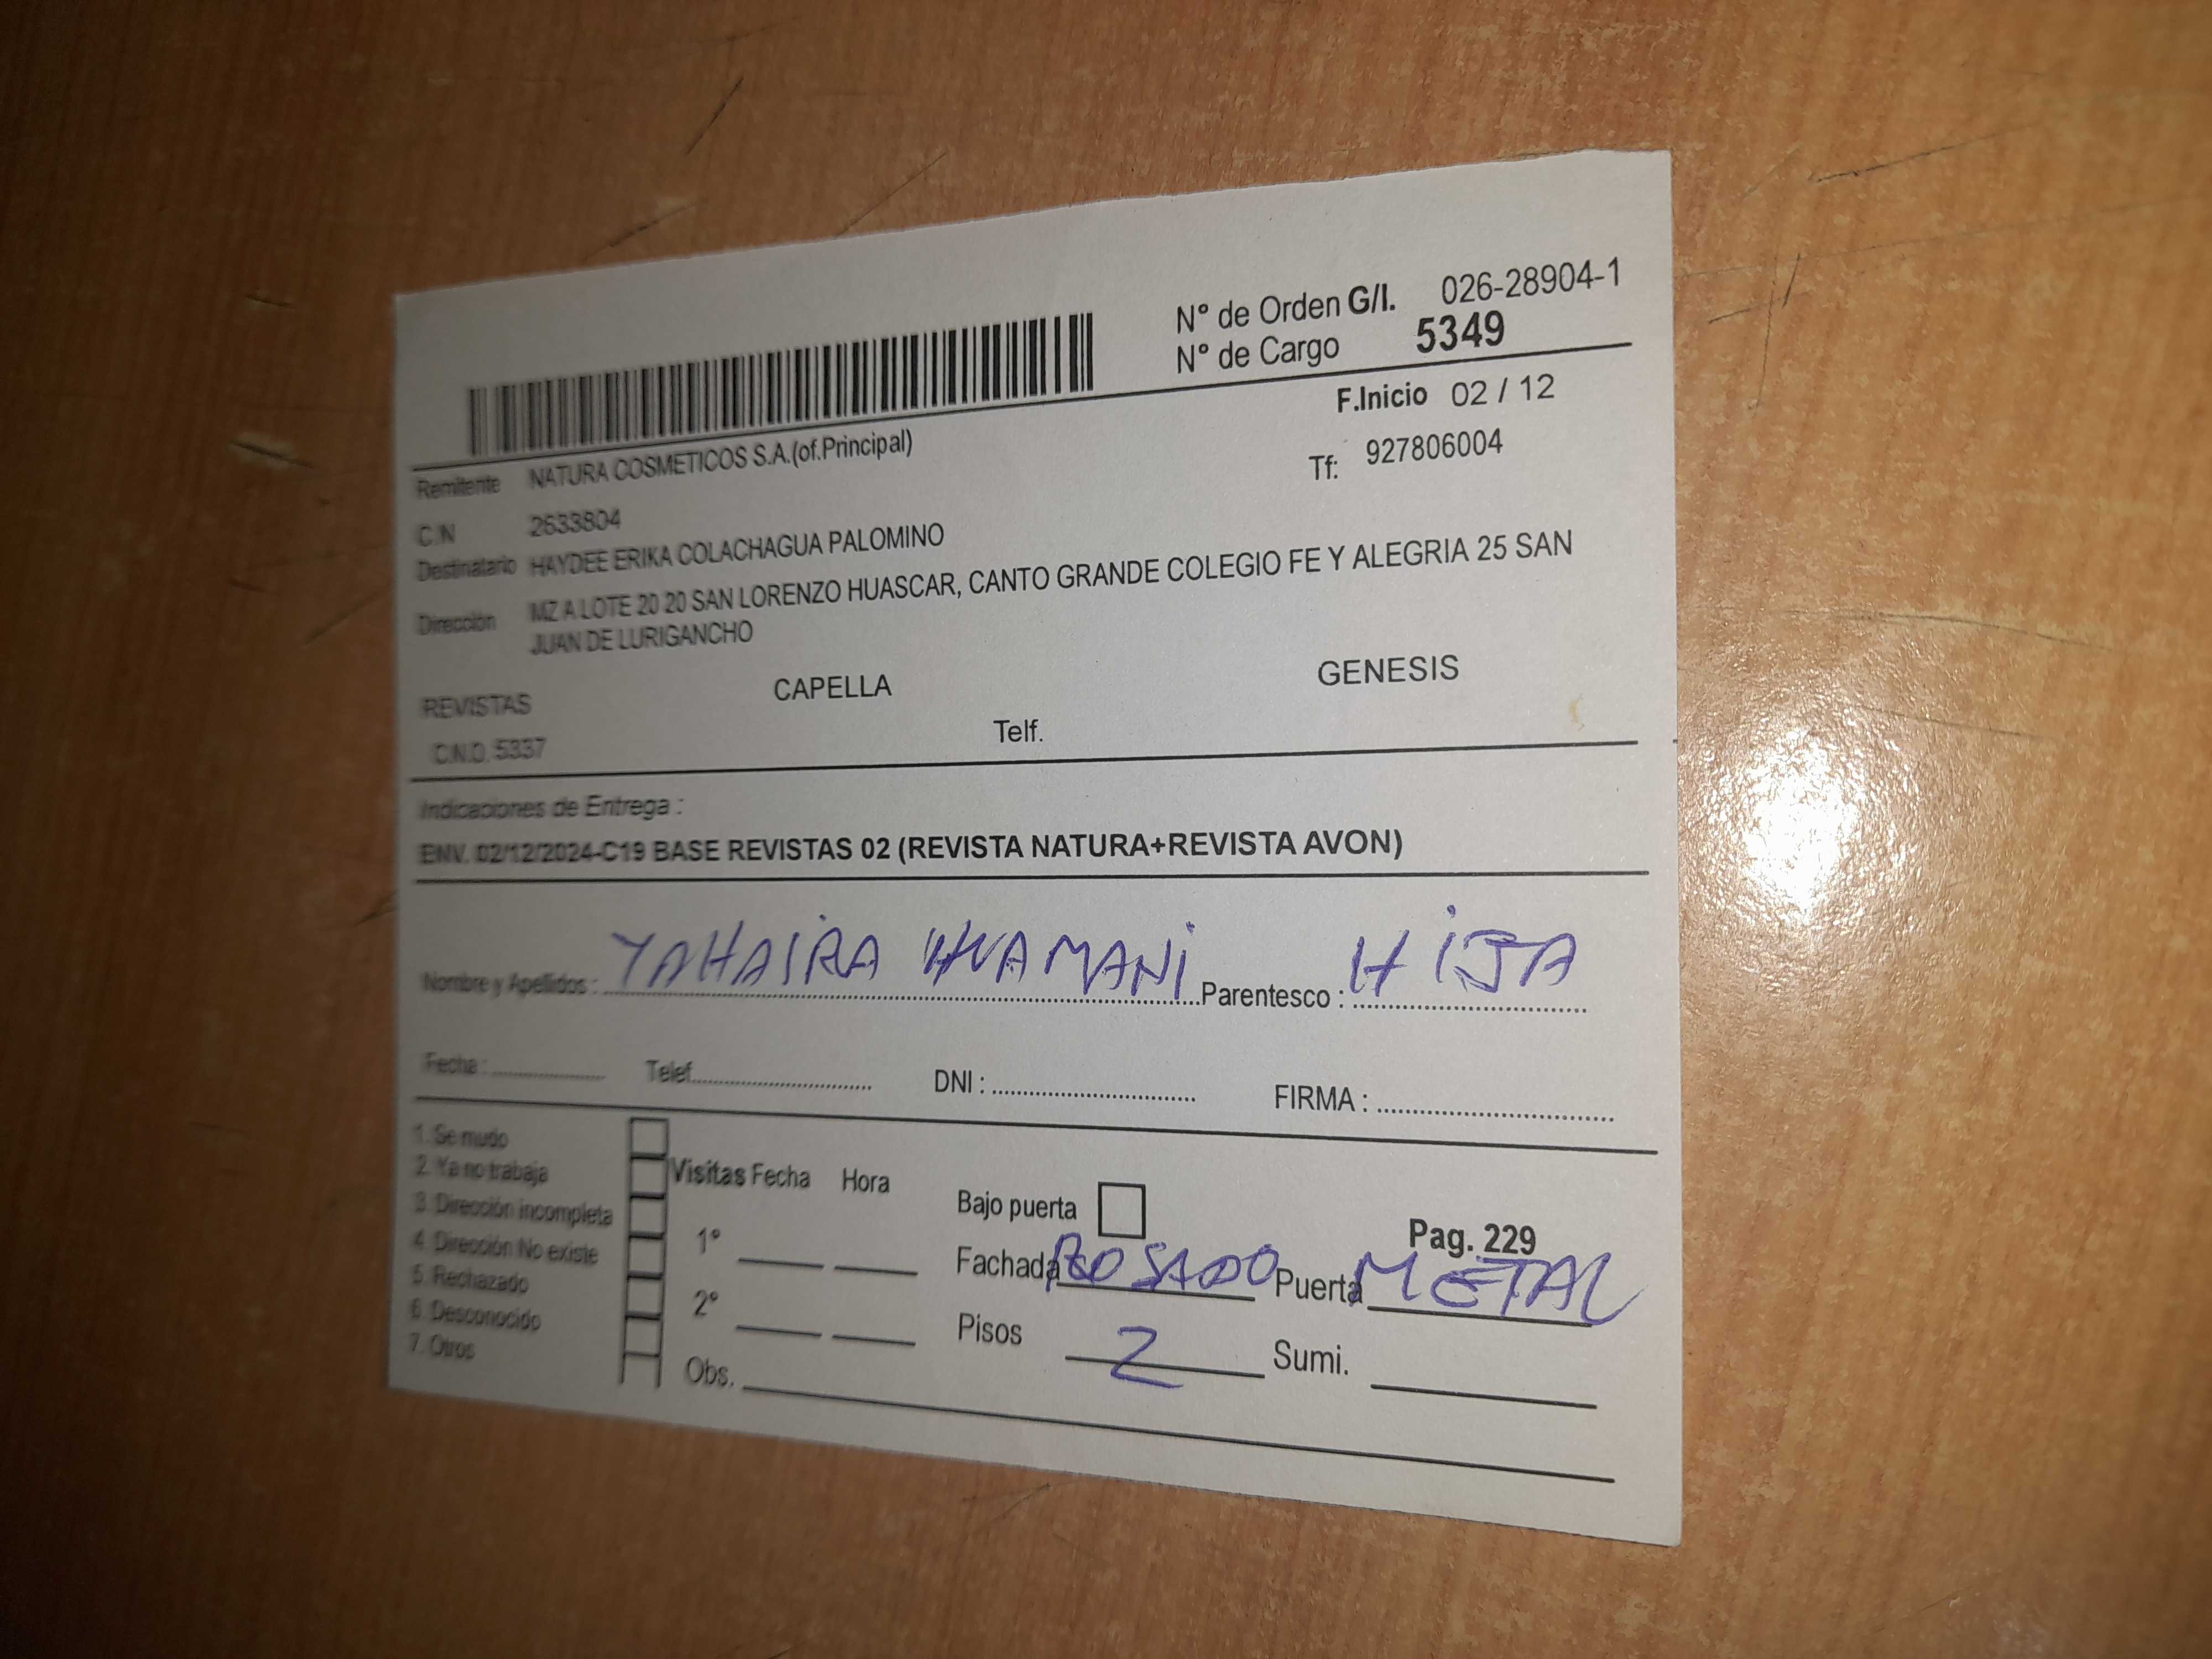 Nº de Orden G/I. 026-28904-1
Nº de Cargo 5349
F.Inicio 02 / 12
Remitente NATURA COSMETICOS S.A.(of.Principal)
Tf: 927806004
C.N 2633804
Destinatario HAYDEE ERIKA COLACHAGUA PALOMINO
Dirección MZ A LOTE 20 20 SAN LORENZO HUASCAR, CANTO GRANDE COLEGIO FE Y ALEGRIA 25 SAN
JUAN DE LURIGANCHO
REVISTAS CAPELLA GENESIS
C.N.O. 5337 Telf.
Indicaciones de Entrega :
ENV. 02/12/2024-C19 BASE REVISTAS 02 (REVISTA NATURA+REVISTA AVON)
Nombre y Apellidos : YAHAIRA HUAMANI Parentesco : HIJA
Fecha : Telef. DNI : FIRMA :
1. Se mudo
2. Ya no trabaja
3. Dirección incompleta
4. Dirección No existe
5. Rechazado
6. Desconocido
7. Otros
Visitas Fecha Hora
1º
2º
Obs.
Bajo puerta
Pag. 229
Fachada ROSADO Puerta METAL
Pisos 2 Sumi.